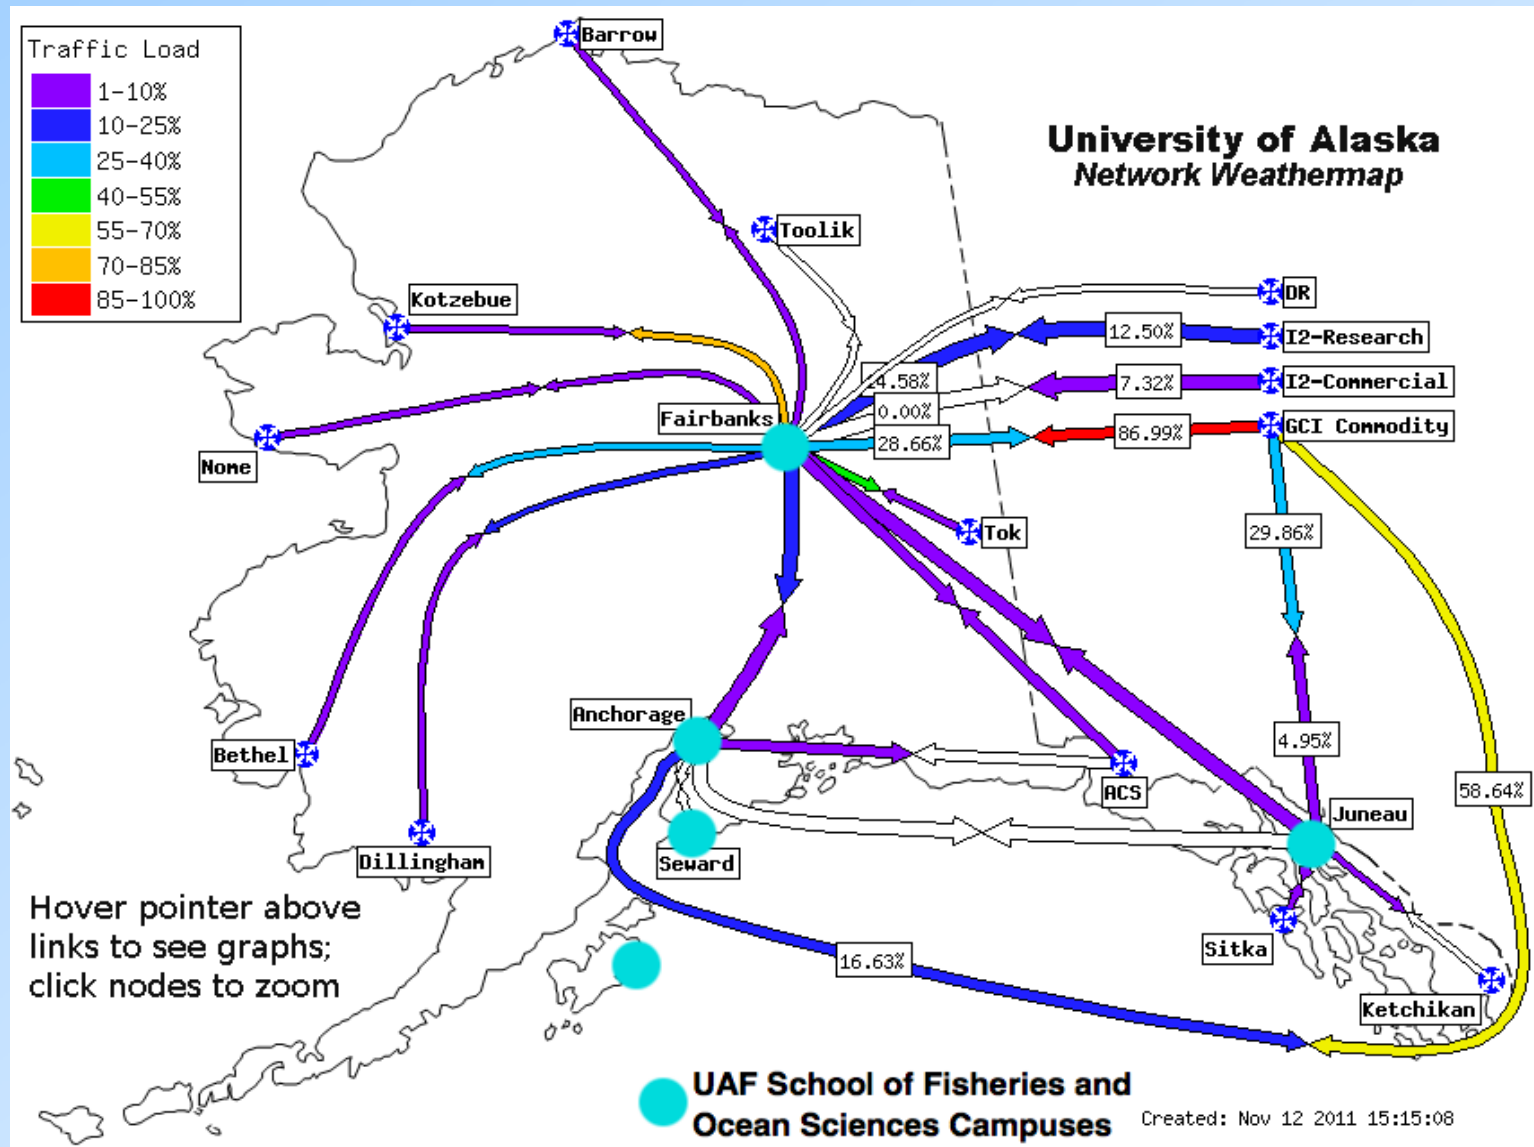 Traffic Load
1-10%
10-25%
25-40%
40-55%
55-70%
70-85%
85-100%
University of Alaska
Network Weathermap
Barrow
Toolik
Kotzebue
DR
I2-Research
12.50%
I2-Commercial
7.32%
4.58%
0.00%
Fairbanks
GCI Commodity
86.99%
28.66%
Nome
Tok
29.86%
Anchorage
Bethel
4.95%
ACS
58.64%
Juneau
Dillingham
Seward
Sitka
16.63%
Ketchikan
Hover pointer above
links to see graphs;
click nodes to zoom
UAF School of Fisheries and
Ocean Sciences Campuses
Created: Nov 12 2011 15:15:08